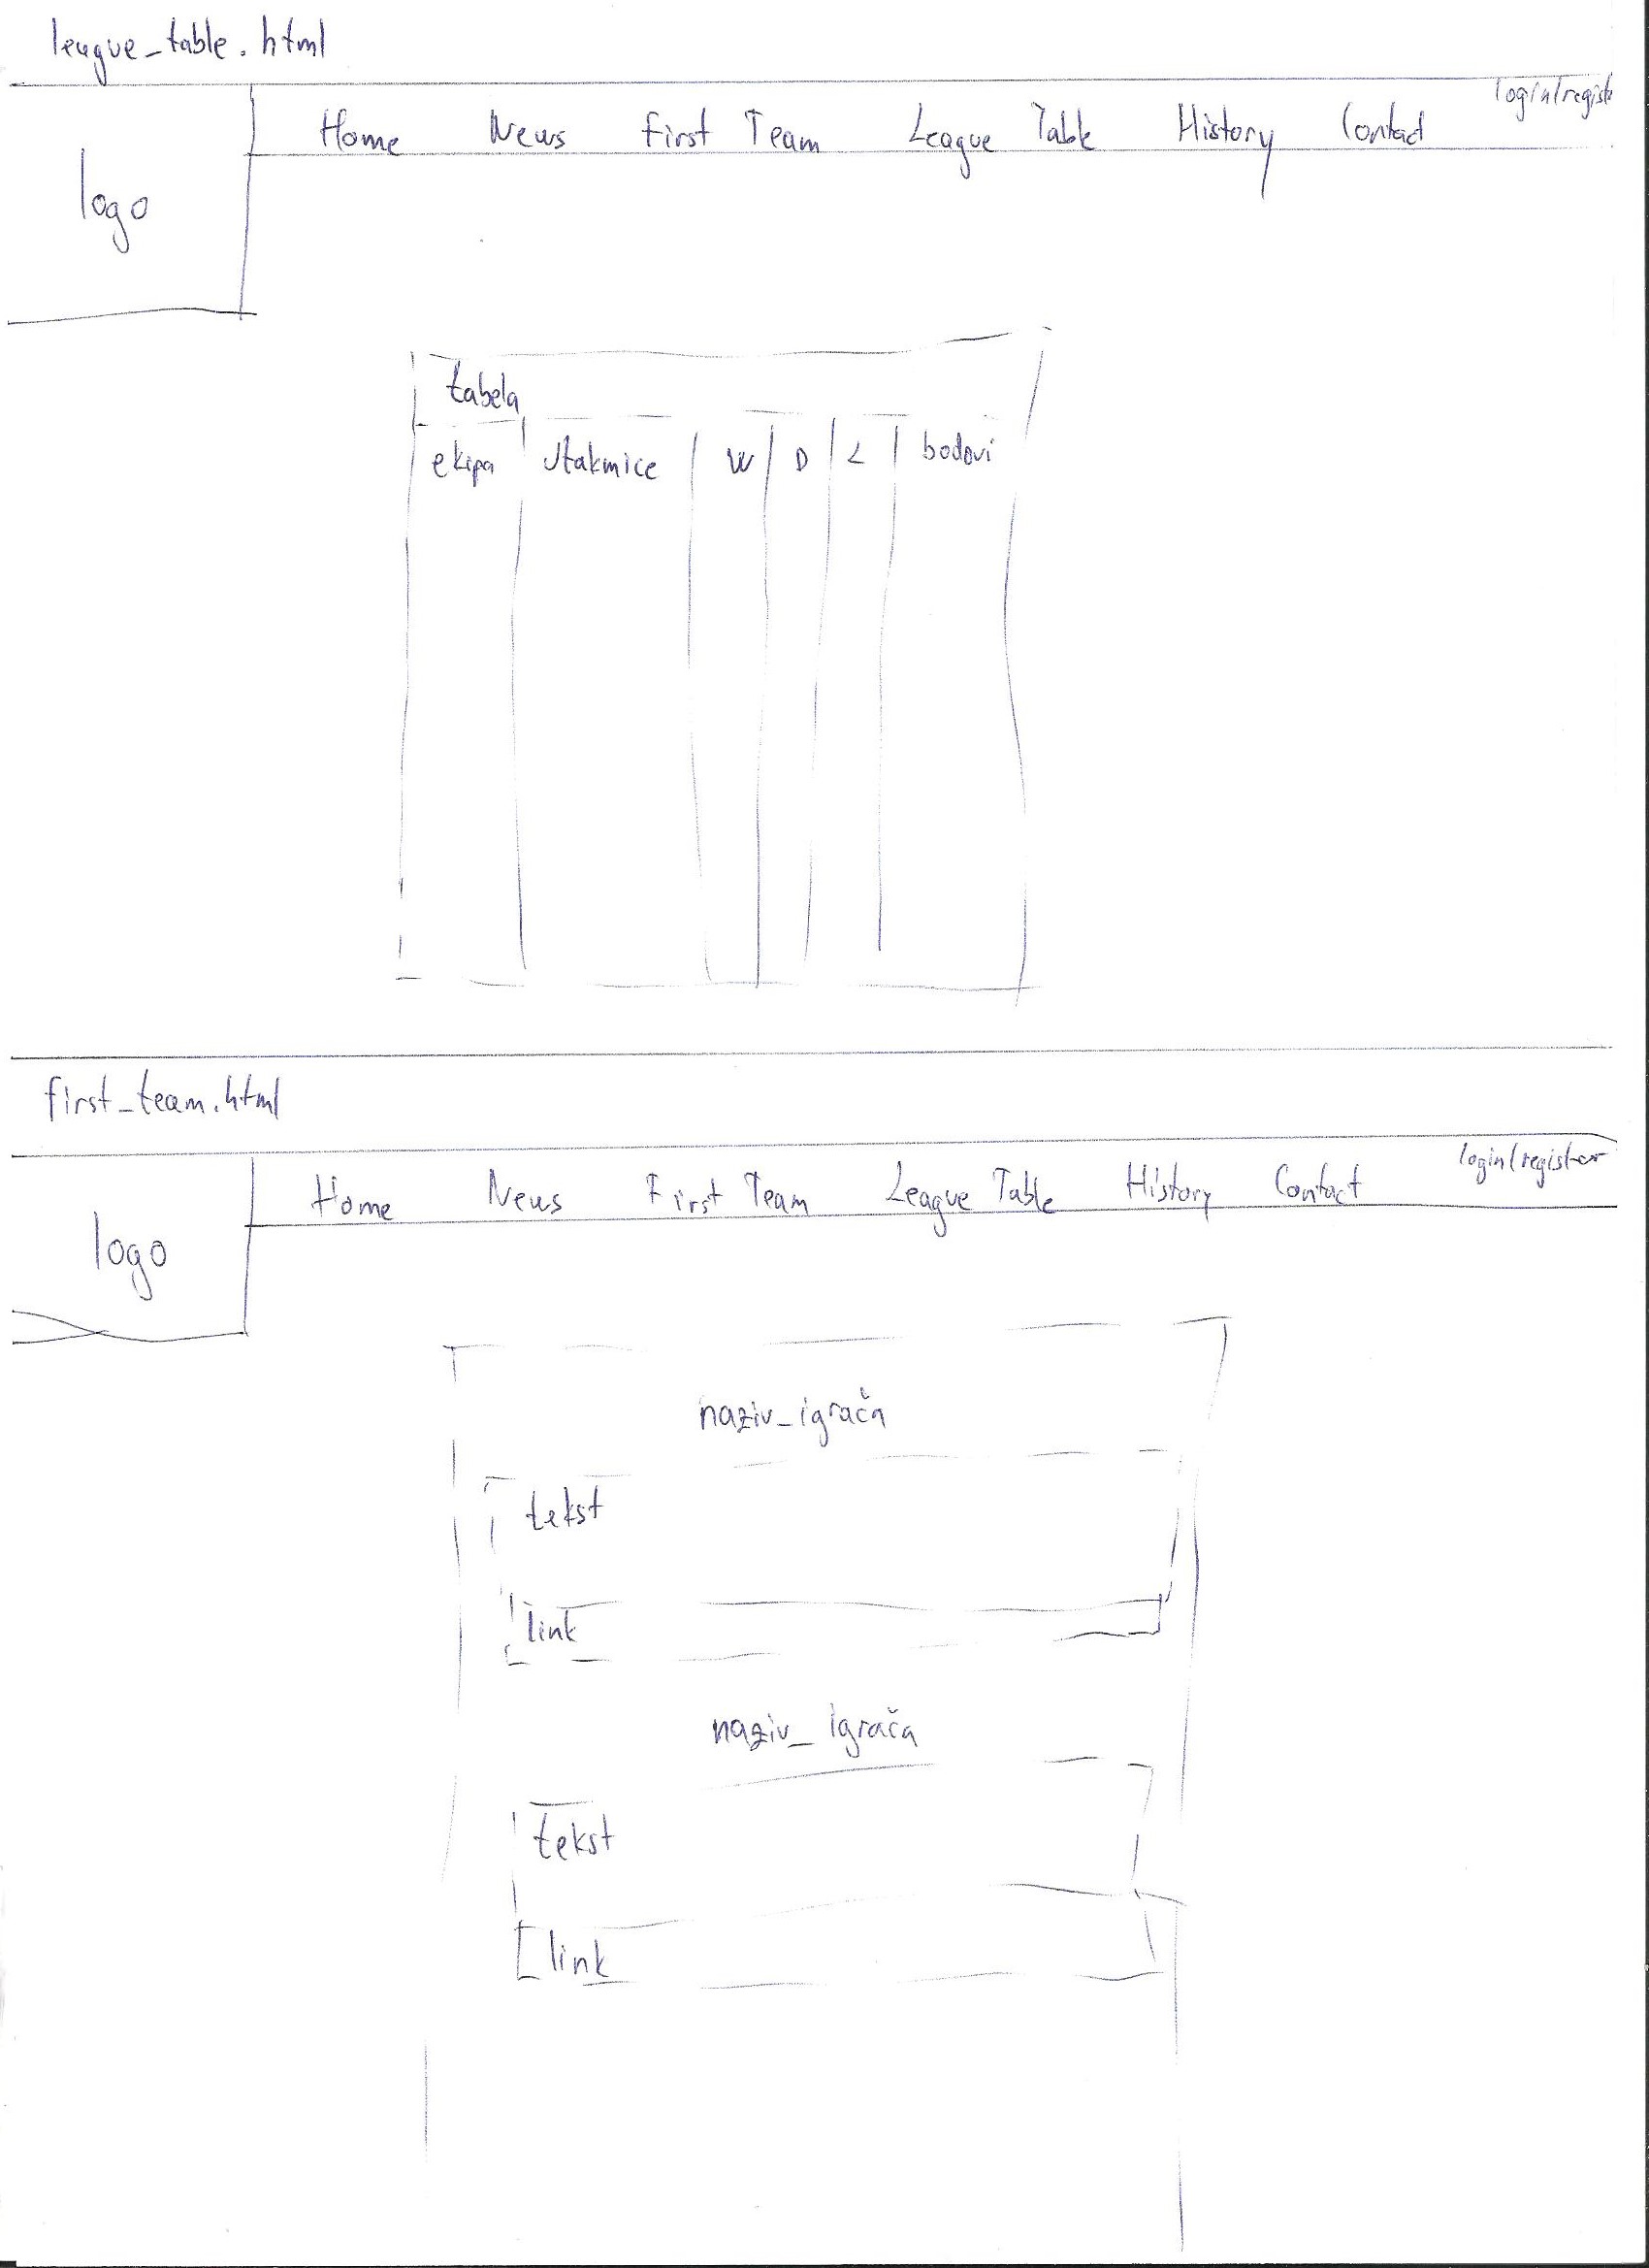 league_table.html
login/registe
Home News First Team League Table History Contact
logo
tabela
ekipa utakmice W D L bodovi
first_team.html
login/register
Home News First Team League Table History Contact
logo
naziv_igrača
tekst
link
naziv_igrača
tekst
link